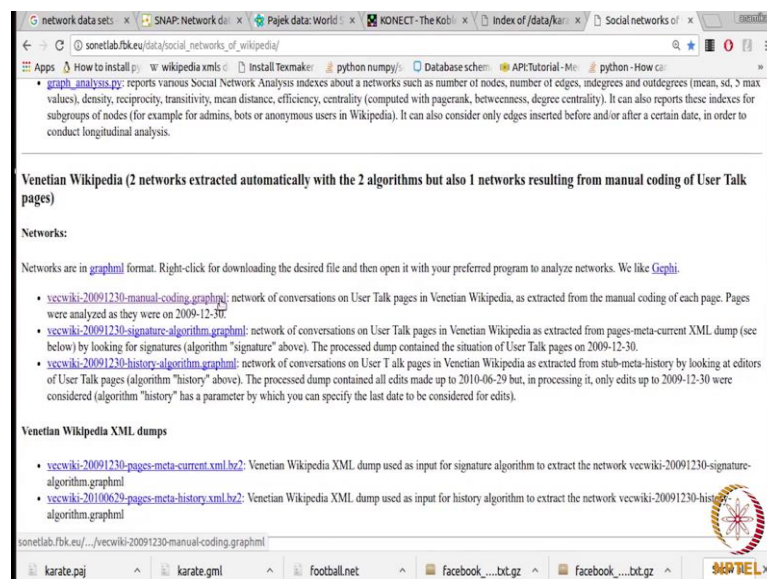 network data sets - x SNAP: Network da x Pajek data: World S x KONECT - The Kobl x Index of /data/kara x Social networks of x
sonetlab.fbk.eu/data/social_networks_of_wikipedia/
Apps How to install py wikipedia xmls d Install Texmaker python numpy/s Database schem API:Tutorial - Me python - How ca »
• graph_analysis.py: reports various Social Network Analysis indexes about a networks such as number of nodes, number of edges, indegrees and outdegrees (mean, sd, 5 max
values), density, reciprocity, transitivity, mean distance, efficiency, centrality (computed with pagerank, betweenness, degree centrality). It can also reports these indexes for
subgroups of nodes (for example for admins, bots or anonymous users in Wikipedia). It can also consider only edges inserted before and/or after a certain date, in order to
conduct longitudinal analysis.
Venetian Wikipedia (2 networks extracted automatically with the 2 algorithms but also 1 networks resulting from manual coding of User Talk
pages)
Networks:
Networks are in graphml format. Right-click for downloading the desired file and then open it with your preferred program to analyze networks. We like Gephi.
• vecwiki-20091230-manual-coding.graphml: network of conversations on User Talk pages in Venetian Wikipedia, as extracted from the manual coding of each page. Pages
were analyzed as they were on 2009-12-30.
• vecwiki-20091230-signature-algorithm.graphml: network of conversations on User Talk pages in Venetian Wikipedia as extracted from pages-meta-current XML dump (see
below) by looking for signatures (algorithm "signature" above). The processed dump contained the situation of User Talk pages on 2009-12-30.
• vecwiki-20091230-history-algorithm.graphml: network of conversations on User T alk pages in Venetian Wikipedia as extracted from stub-meta-history by looking at editors
of User Talk pages (algorithm "history" above). The processed dump contained all edits made up to 2010-06-29 but, in processing it, only edits up to 2009-12-30 were
considered (algorithm "history" has a parameter by which you can specify the last date to be considered for edits).
Venetian Wikipedia XML dumps
• vecwiki-20091230-pages-meta-current.xml.bz2: Venetian Wikipedia XML dump used as input for signature algorithm to extract the network vecwiki-20091230-signature-
algorithm.graphml
• vecwiki-20100629-pages-meta-history.xml.bz2: Venetian Wikipedia XML dump used as input for history algorithm to extract the network vecwiki-20091230-history-
algorithm.graphml
sonetlab.fbk.eu/.../vecwiki-20091230-manual-coding.graphml
karate.paj karate.gml football.net facebook_....txt.gz facebook_....txt.gz
NPTEL